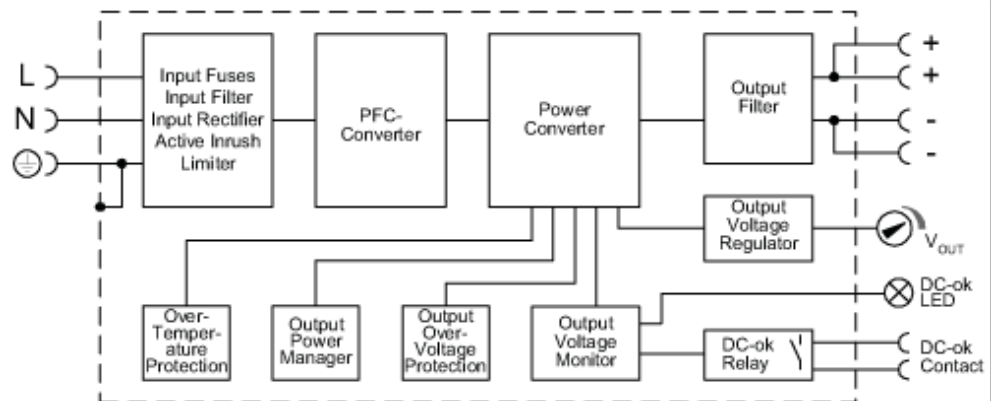 L
N
Input Fuses
Input Filter
Input Rectifier
Active Inrush
Limiter
PFC-
Converter
Power
Converter
Output
Filter
+
+
-
-
Output
Voltage
Regulator
VOUT
Over-
Temper-
ature
Protection
Output
Power
Manager
Output
Over-
Voltage
Protection
Output
Voltage
Monitor
DC-ok
Relay
DC-ok
LED
DC-ok
Contact